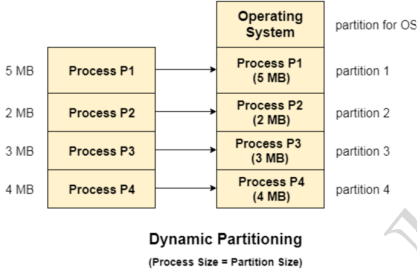 Operating
System
partition for OS
5 MB
Process P1
Process P1
(5 MB)
partition 1
2 MB
Process P2
Process P2
(2 MB)
partition 2
3 MB
Process P3
Process P3
(3 MB)
partition 3
4 MB
Process P4
Process P4
(4 MB)
partition 4
Dynamic Partitioning
(Process Size = Partition Size)